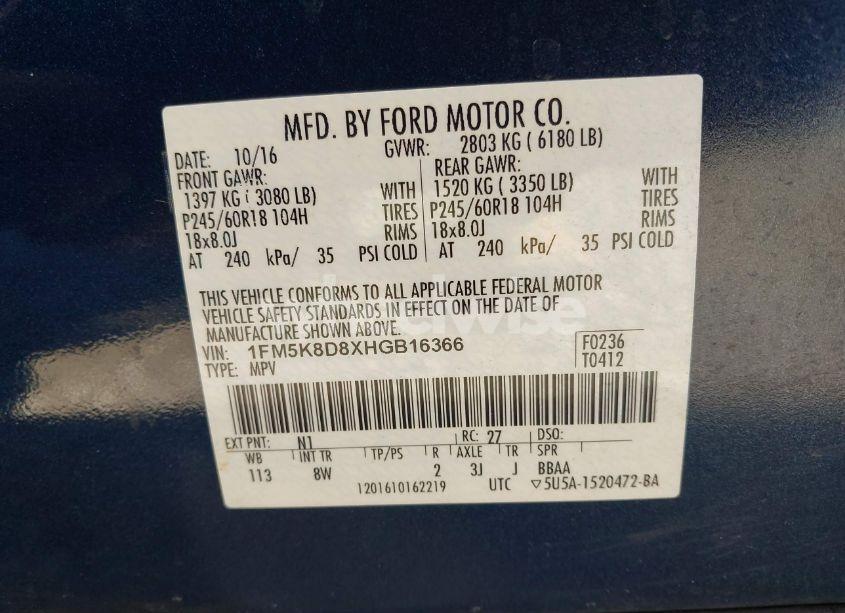 MFD. BY FORD MOTOR CO.
DATE: 10/16 GVWR: 2803 KG ( 6180 LB)
FRONT GAWR: REAR GAWR:
1397 KG ( 3080 LB) WITH 1520 KG ( 3350 LB) WITH
P245/60R18 104H TIRES P245/60R18 104H TIRES
18x8.0J RIMS 18x8.0J RIMS
AT 240 kPa/ 35 PSI COLD AT 240 kPa/ 35 PSI COLD
THIS VEHICLE CONFORMS TO ALL APPLICABLE FEDERAL MOTOR
VEHICLE SAFETY STANDARDS IN EFFECT ON THE DATE OF
MANUFACTURE SHOWN ABOVE.
VIN: 1FM5K8D8XHGB16366 F0236
TYPE: MPV T0412
EXT PNT: N1 RC: 27 DSO:
WB INT TR TP/PS R AXLE TR SPR
113 8W 2 3J J BBAA
1201610162219 UTC ▽5U5A-1520472-BA